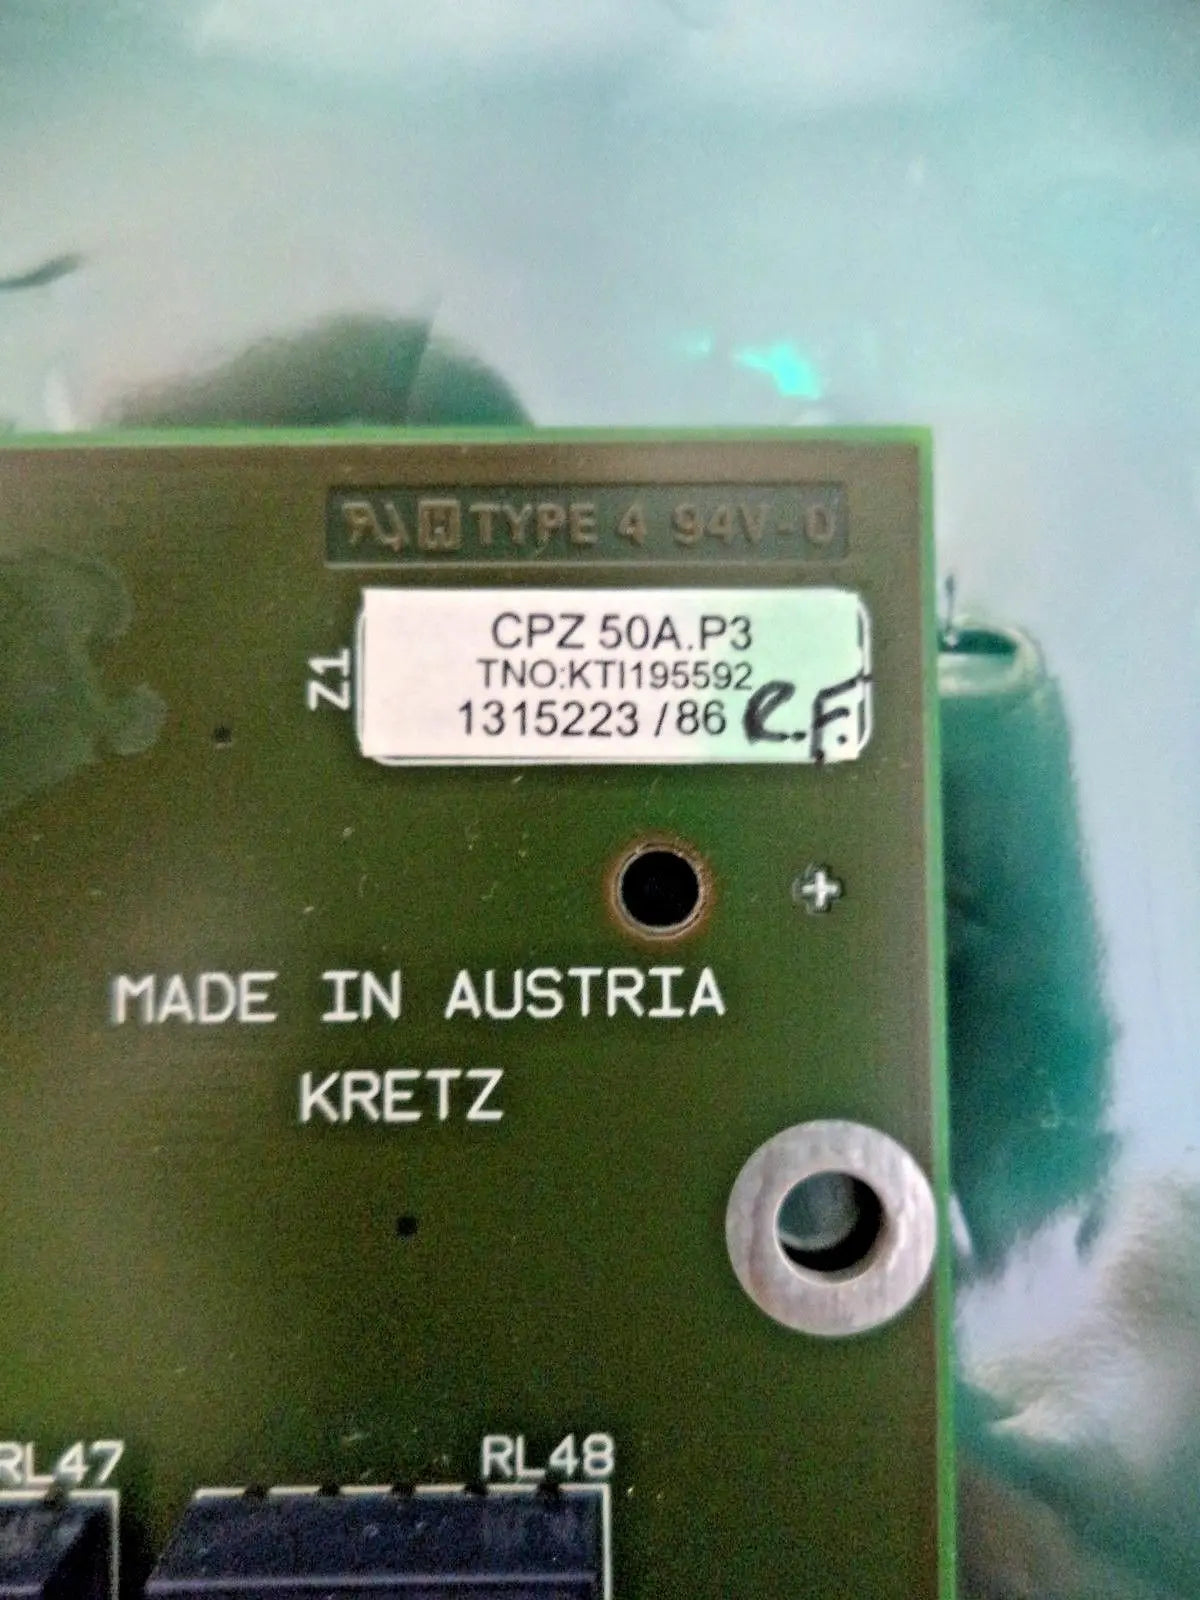 TYPE 4 94V-0
Z1
CPZ 50A.P3
TNO:KTI195592
1315223 /86 R.F.
MADE IN AUSTRIA
KRETZ
RL47
RL48